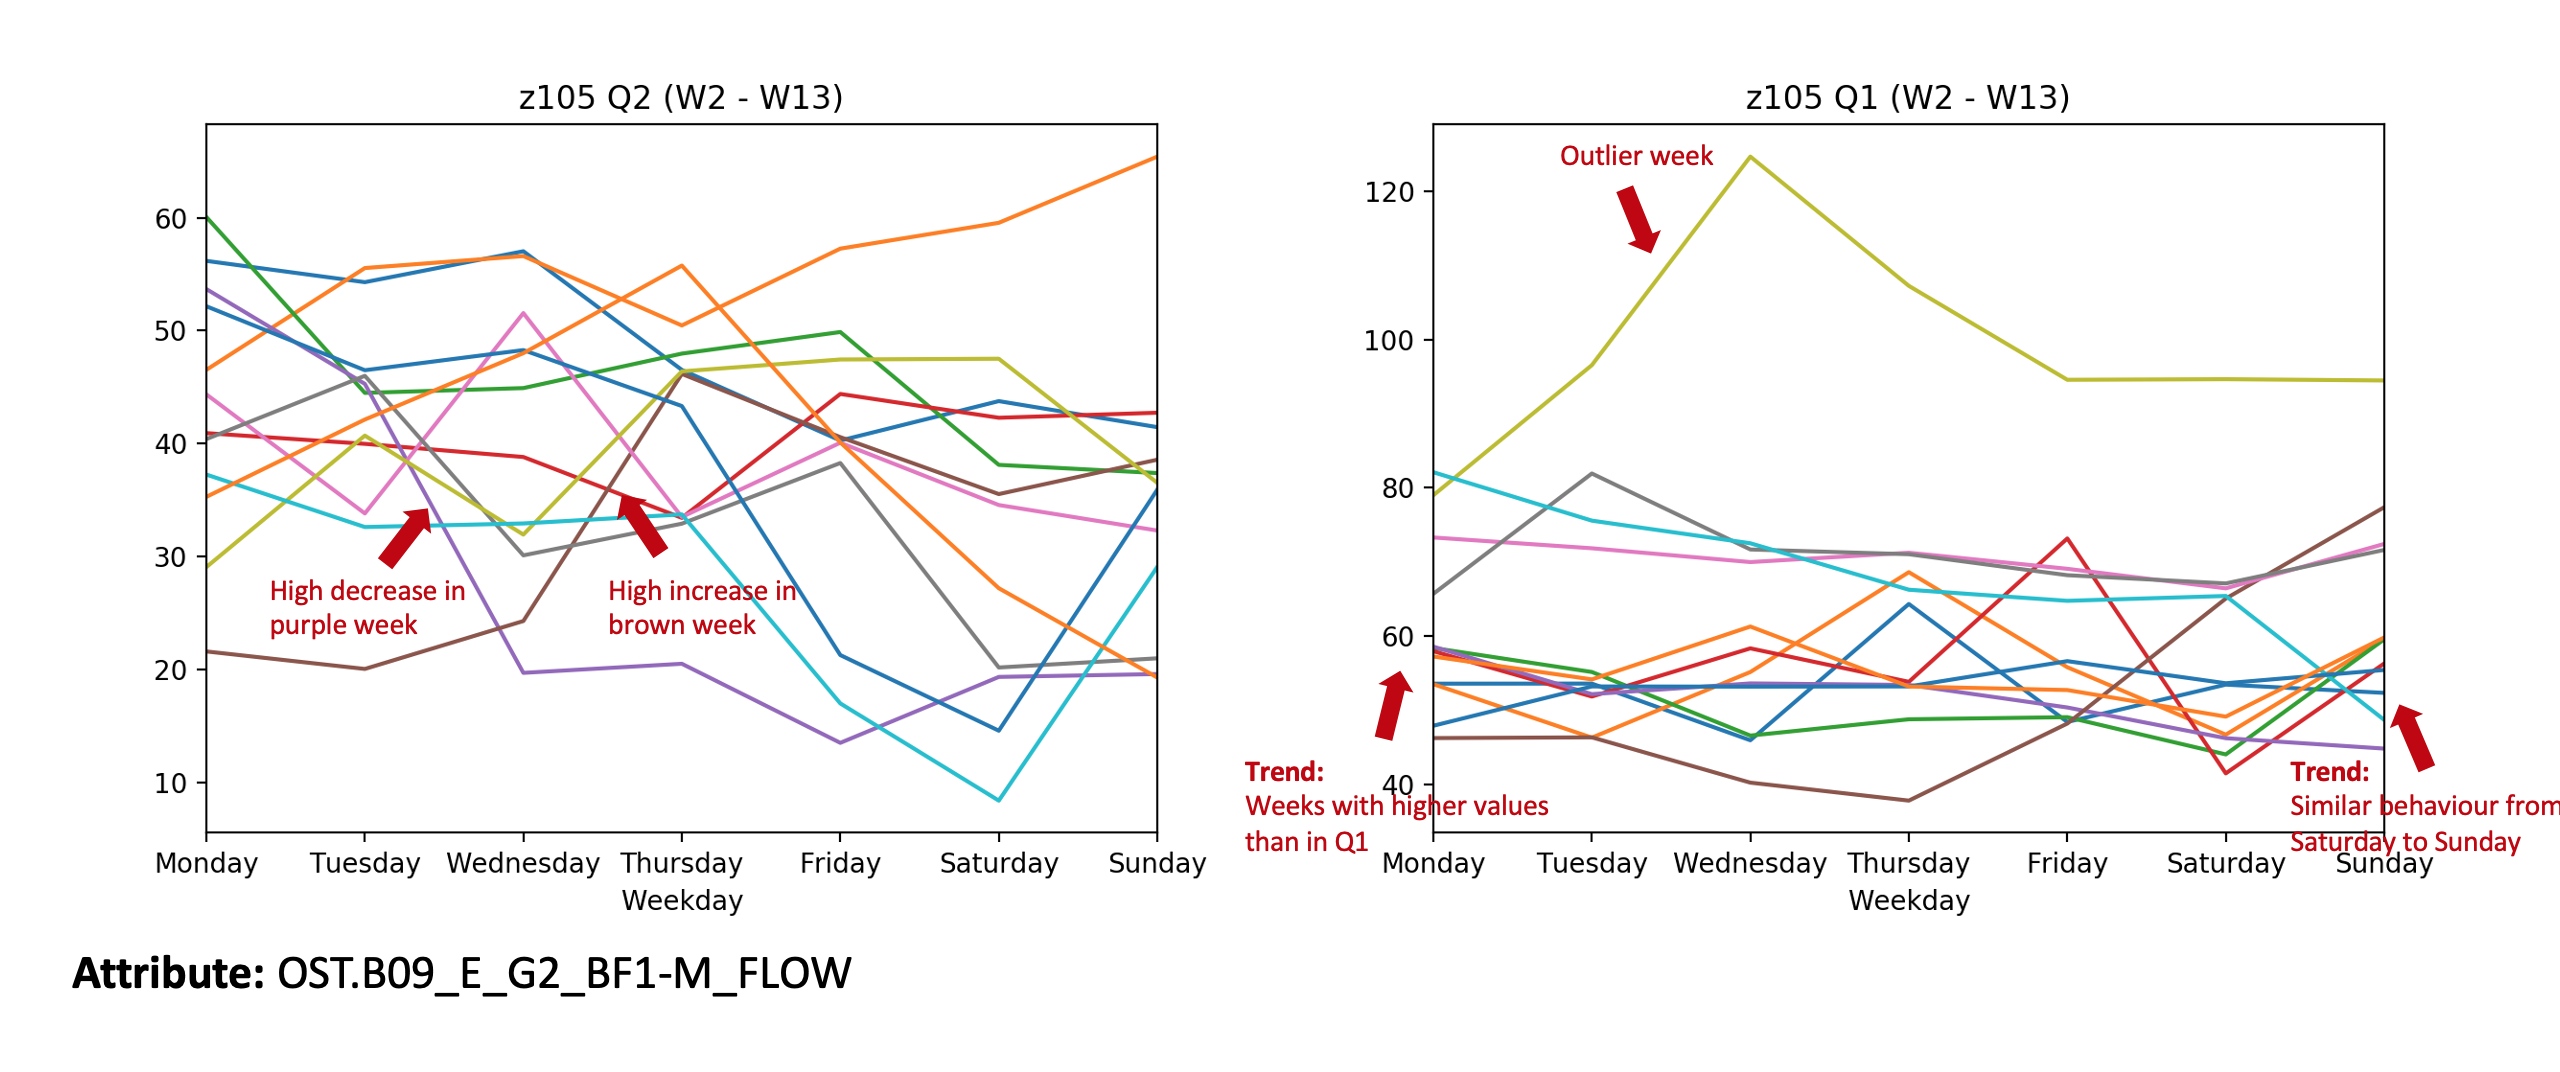 z105 Q2 (W2 - W13)
60
50
40
30
20
10
High decrease in
purple week
High increase in
brown week
Monday Tuesday Wednesday Thursday Friday Saturday Sunday
Weekday
z105 Q1 (W2 - W13)
120
100
80
60
40
Outlier week
Trend:
Weeks with higher values
than in Q1
Trend:
Similar behaviour from
Saturday to Sunday
Monday Tuesday Wednesday Thursday Friday Saturday Sunday
Weekday
Attribute: OST.B09_E_G2_BF1-M_FLOW